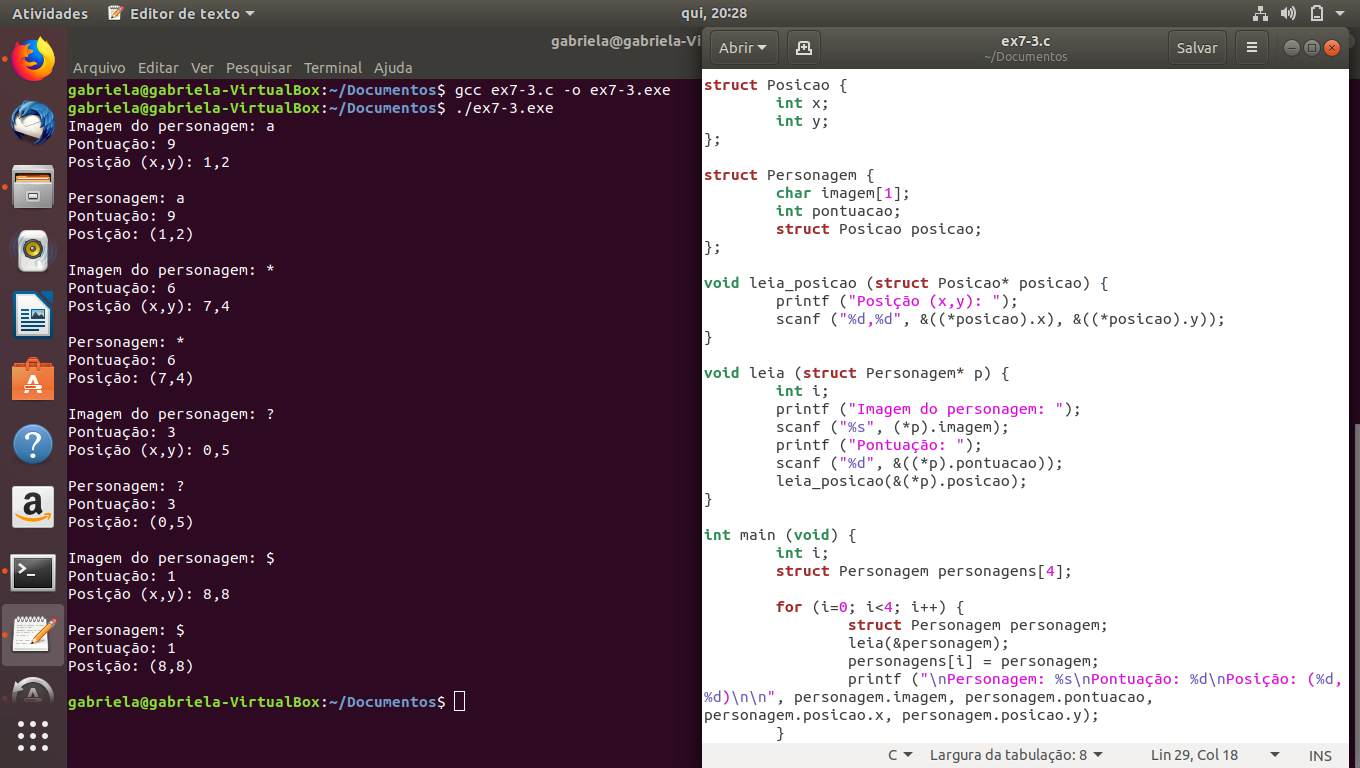 Atividades Editor de texto qui, 20:28
gabriela@gabriela-Vi
Arquivo Editar Ver Pesquisar Terminal Ajuda
gabriela@gabriela-VirtualBox:~/Documentos$ gcc ex7-3.c -o ex7-3.exe
gabriela@gabriela-VirtualBox:~/Documentos$ ./ex7-3.exe
Imagem do personagem: a
Pontuação: 9
Posição (x,y): 1,2
Personagem: a
Pontuação: 9
Posição: (1,2)
Imagem do personagem: *
Pontuação: 6
Posição (x,y): 7,4
Personagem: *
Pontuação: 6
Posição: (7,4)
Imagem do personagem: ?
Pontuação: 3
Posição (x,y): 0,5
Personagem: ?
Pontuação: 3
Posição: (0,5)
Imagem do personagem: $
Pontuação: 1
Posição (x,y): 8,8
Personagem: $
Pontuação: 1
Posição: (8,8)
gabriela@gabriela-VirtualBox:~/Documentos$
Abrir ex7-3.c Salvar
~/Documentos
struct Posicao {
int x;
int y;
};
struct Personagem {
char imagem[1];
int pontuacao;
struct Posicao posicao;
};
void leia_posicao (struct Posicao* posicao) {
printf ("Posição (x,y): ");
scanf ("%d,%d", &((*posicao).x), &((*posicao).y));
}
void leia (struct Personagem* p) {
int i;
printf ("Imagem do personagem: ");
scanf ("%s", (*p).imagem);
printf ("Pontuação: ");
scanf ("%d", &((*p).pontuacao));
leia_posicao(&(*p).posicao);
}
int main (void) {
int i;
struct Personagem personagens[4];
for (i=0; i<4; i++) {
struct Personagem personagem;
leia(&personagem);
personagens[i] = personagem;
printf ("\nPersonagem: %s\nPontuação: %d\nPosição: (%d,
%d)\n\n", personagem.imagem, personagem.pontuacao,
personagem.posicao.x, personagem.posicao.y);
}
C Largura da tabulação: 8 Lin 29, Col 18 INS